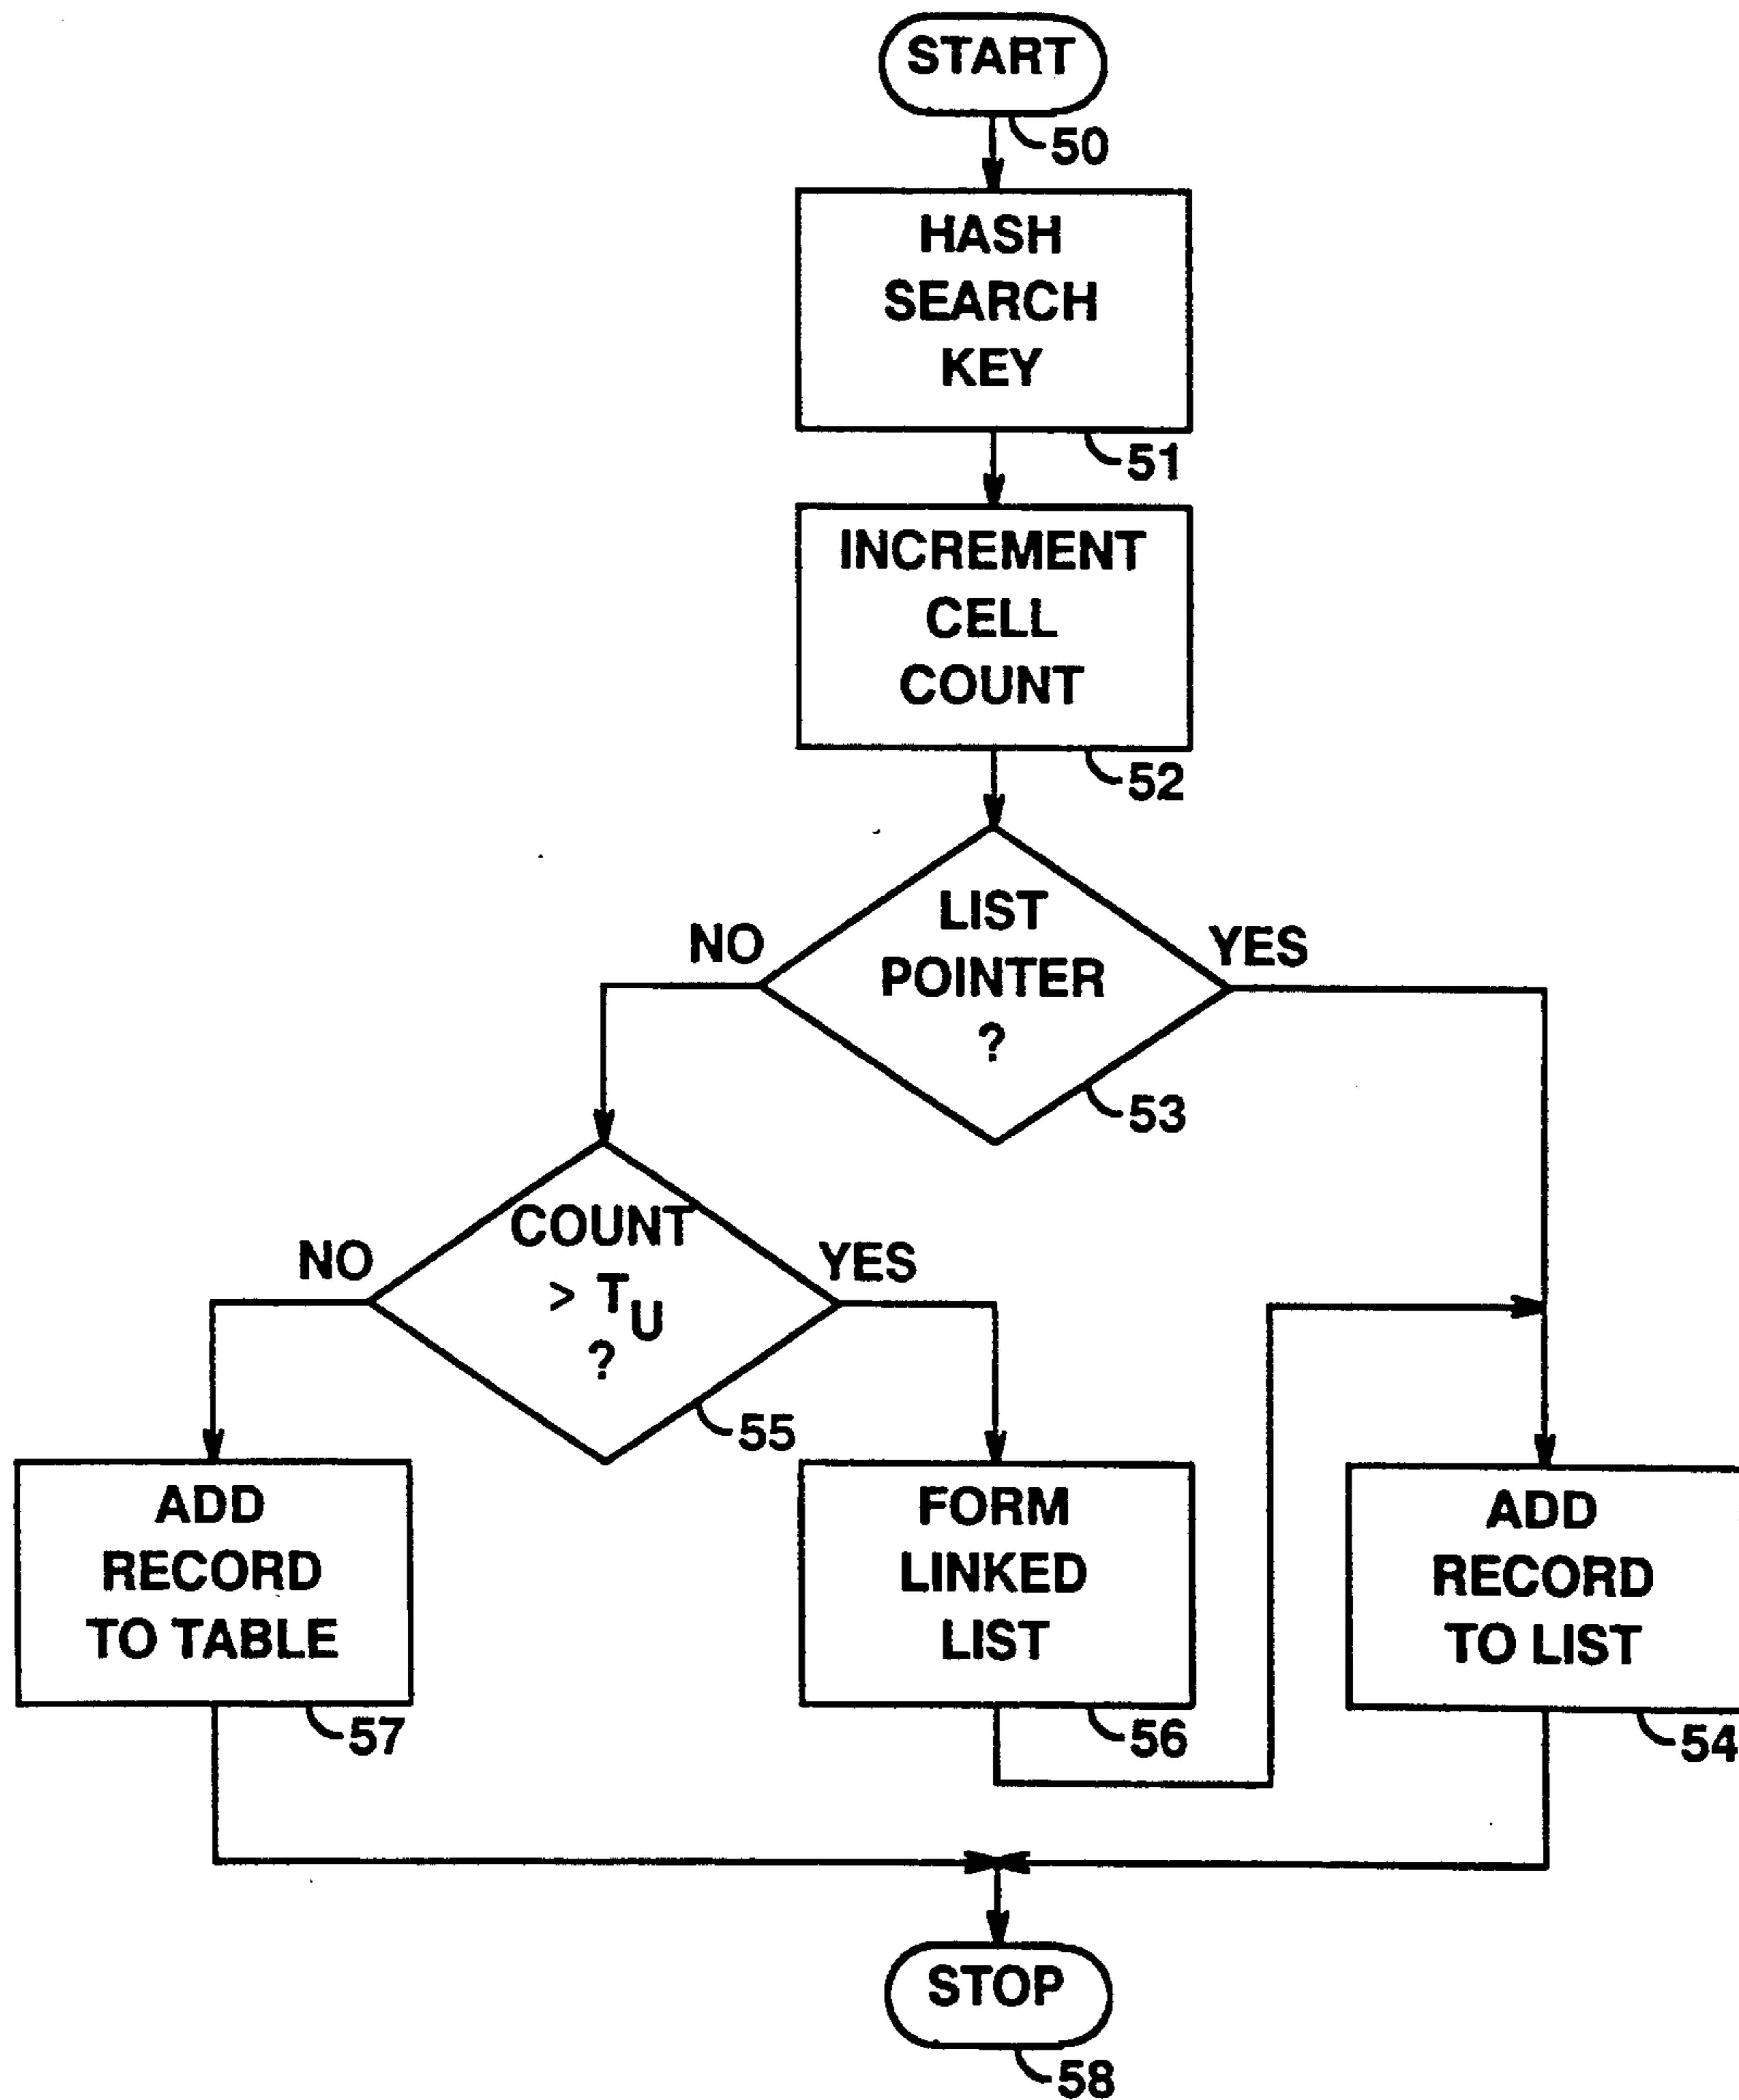 START
50
HASH
SEARCH
KEY
51
INCREMENT
CELL
COUNT
52
LIST
POINTER
?
NO
YES
53
COUNT
> TU
?
NO
YES
55
ADD
RECORD
TO TABLE
57
FORM
LINKED
LIST
56
ADD
RECORD
TO LIST
54
STOP
58